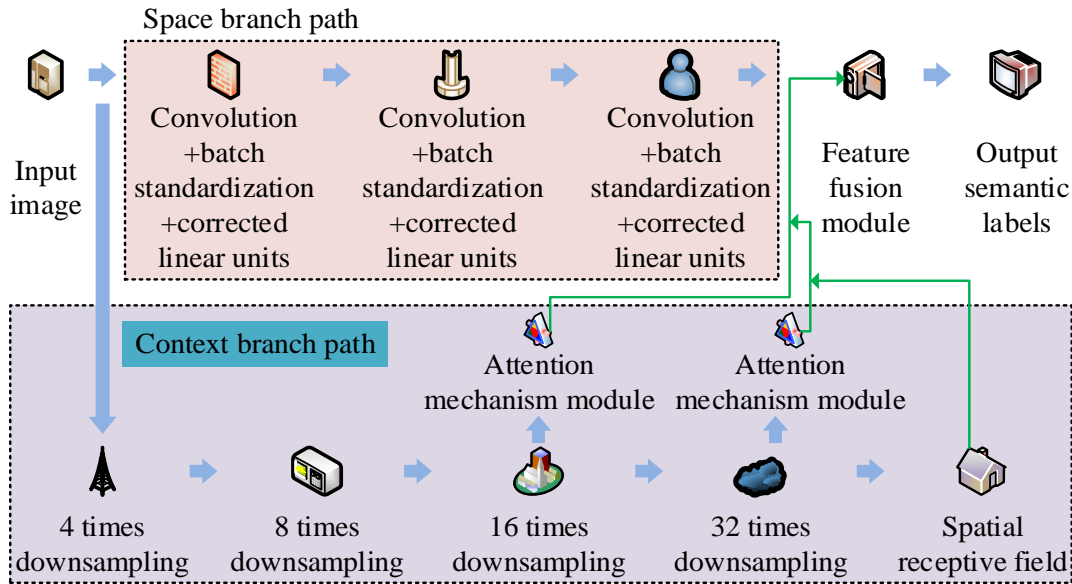 Space branch path
Input
image
Convolution
+batch
standardization
+corrected
linear units
Convolution
+batch
standardization
+corrected
linear units
Convolution
+batch
standardization
+corrected
linear units
Feature
fusion
module
Output
semantic
labels
Context branch path
Attention
mechanism module
Attention
mechanism module
4 times
downsampling
8 times
downsampling
16 times
downsampling
32 times
downsampling
Spatial
receptive field